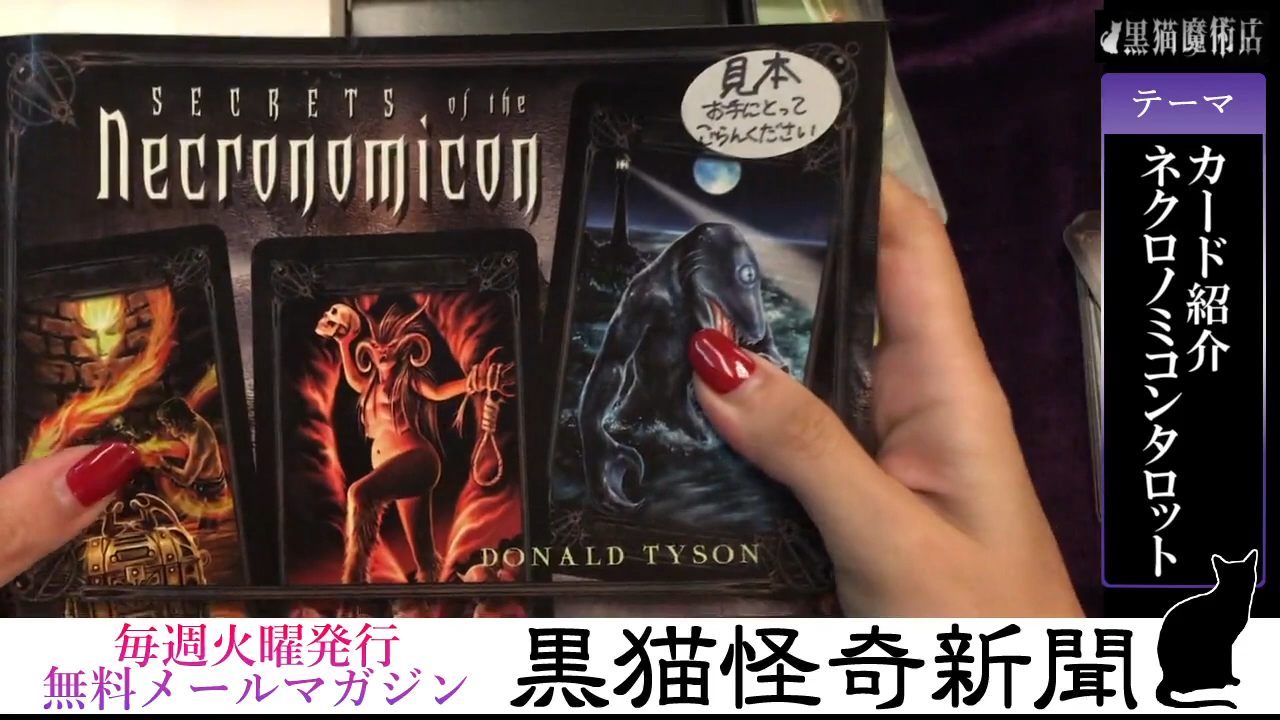 SECRETS of the
Necronomicon
見本
お手にとって
ごらんください
DONALD TYSON
黒猫魔術店
テーマ
カード紹介
ネクロノミコンタロット
毎週火曜発行
無料メールマガジン
黒猫怪奇新聞